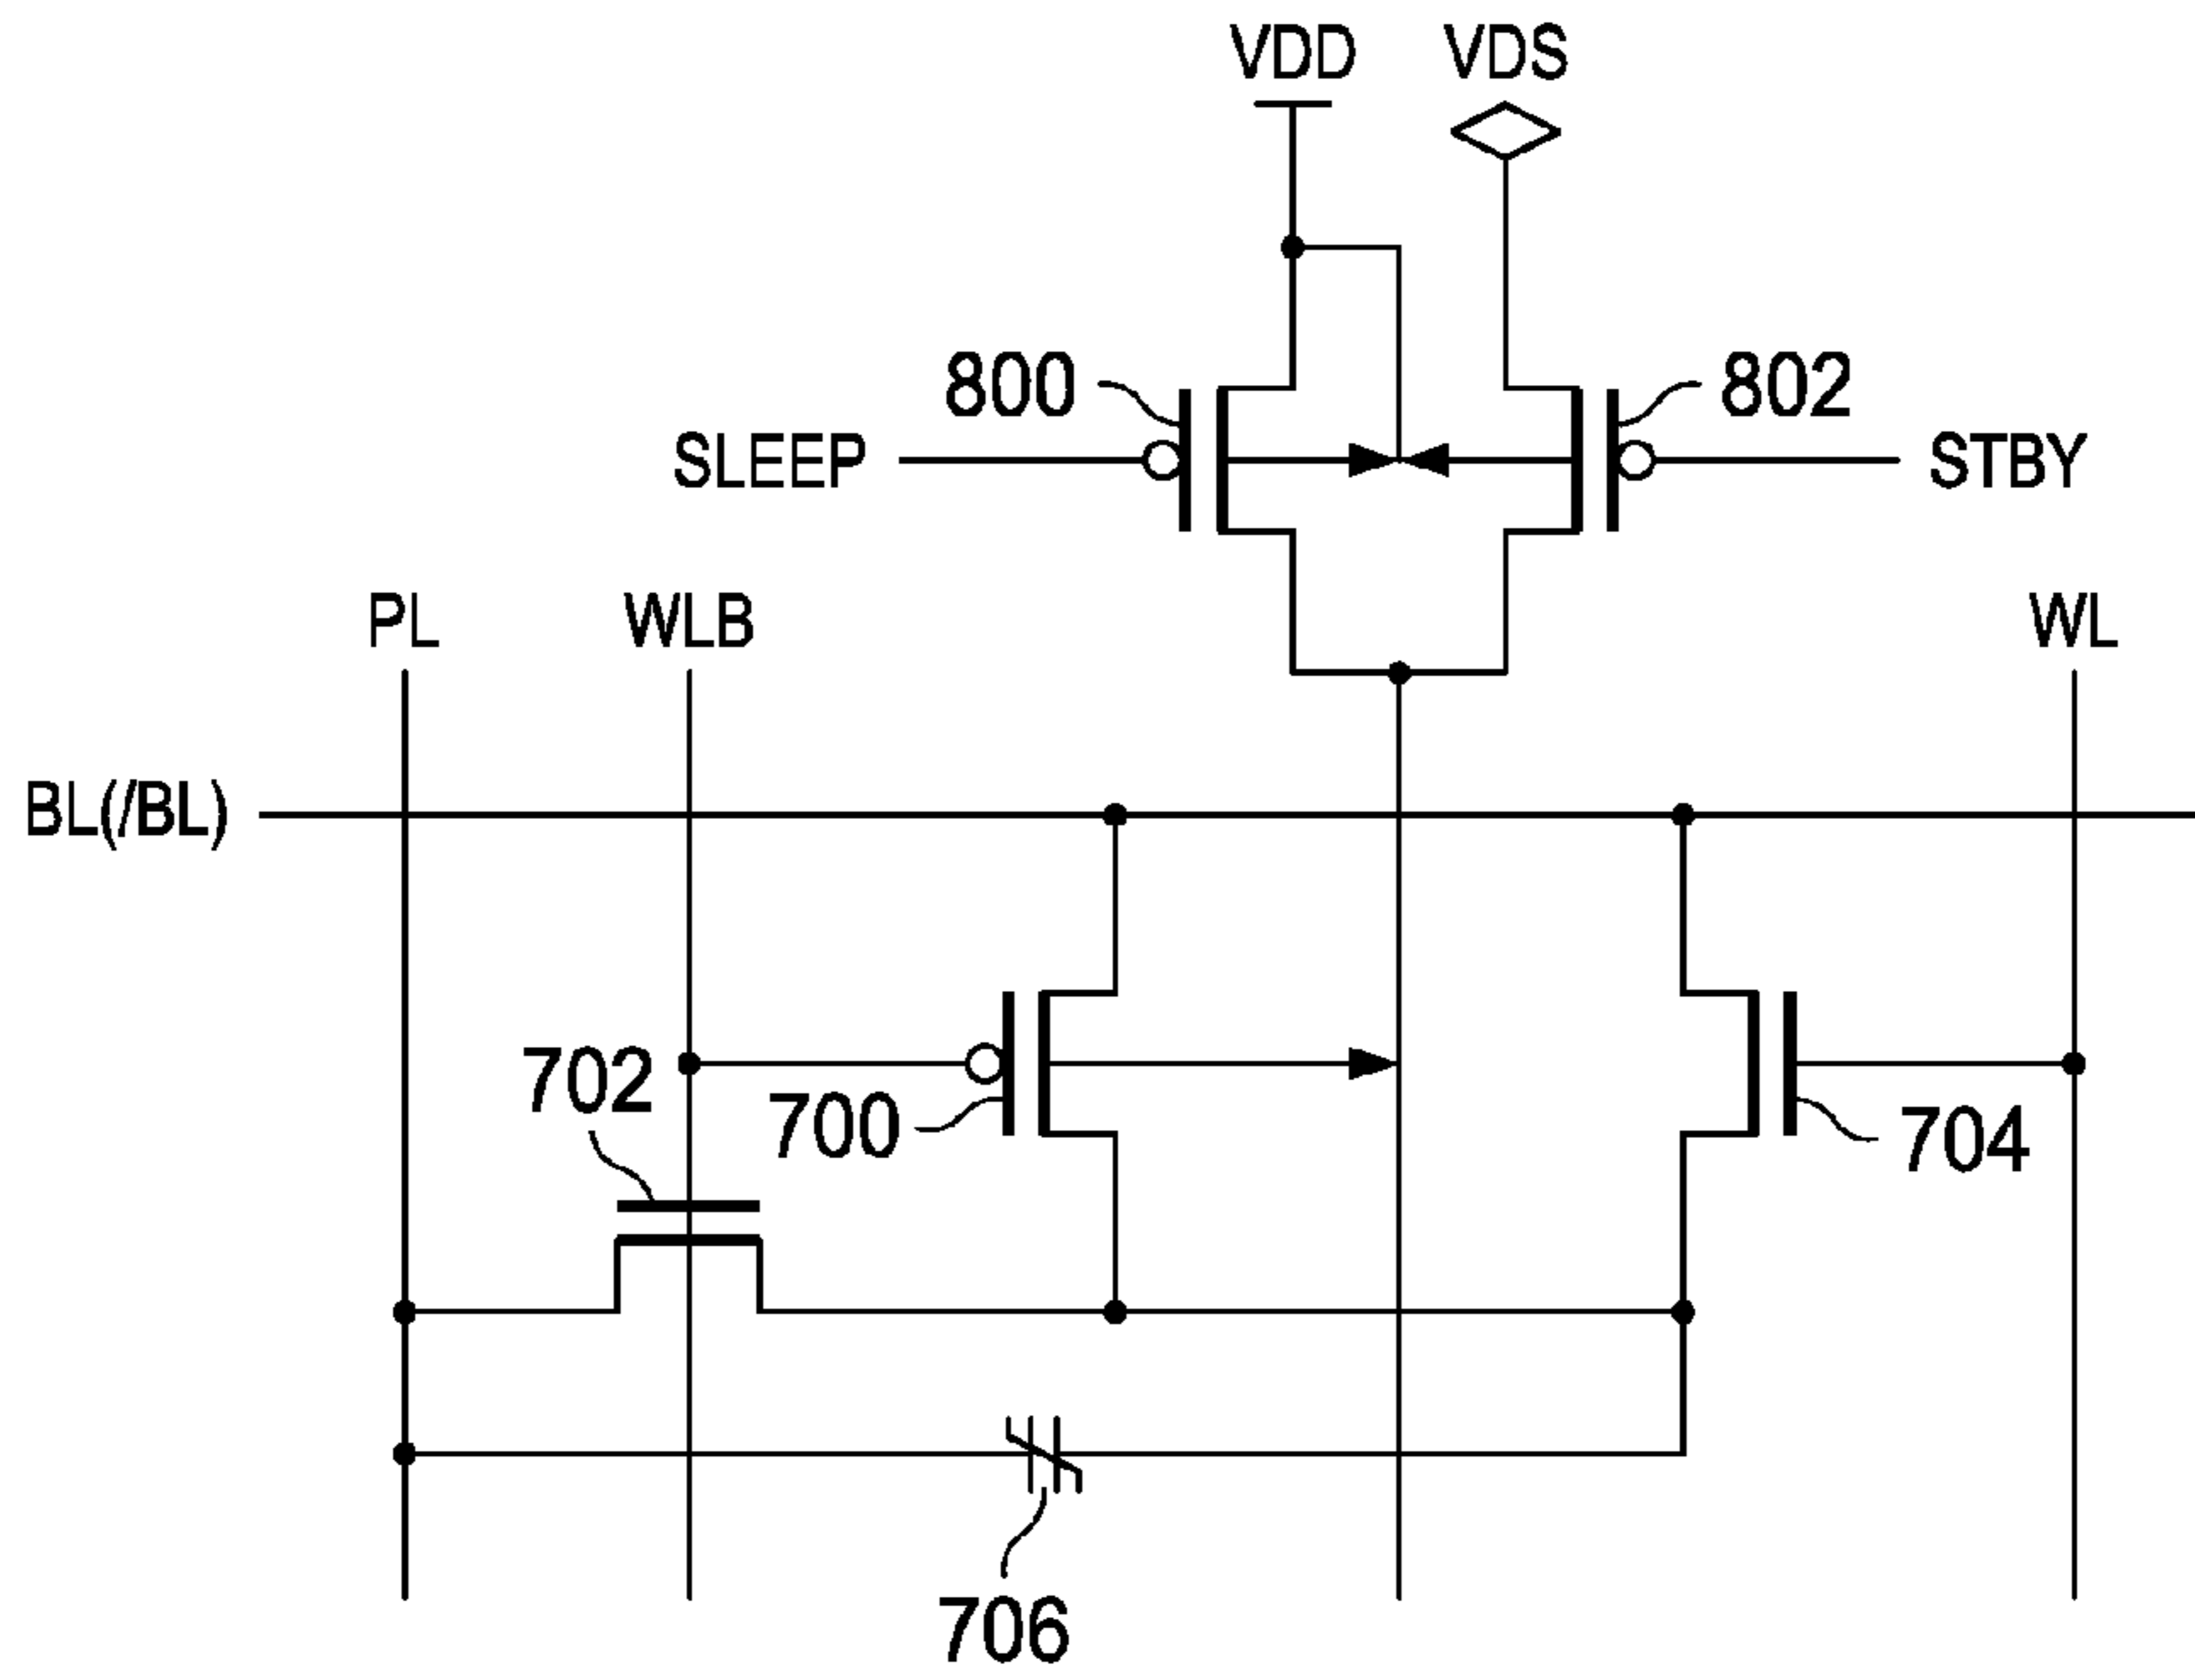 VDD VDS
800 802
SLEEP STBY
PL WLB WL
BL(/BL)
702 700 704
706